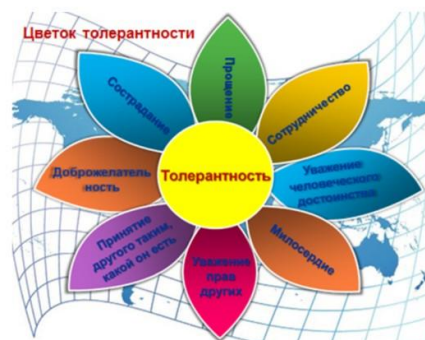 Цветок толерантности
Прощение
Сотрудничество
Уважение
человеческого
достоинства
Милосердие
Уважение
прав
других
Принятие
другого таким,
какой он есть
Доброжелатель
ность
Сострадание
Толерантность